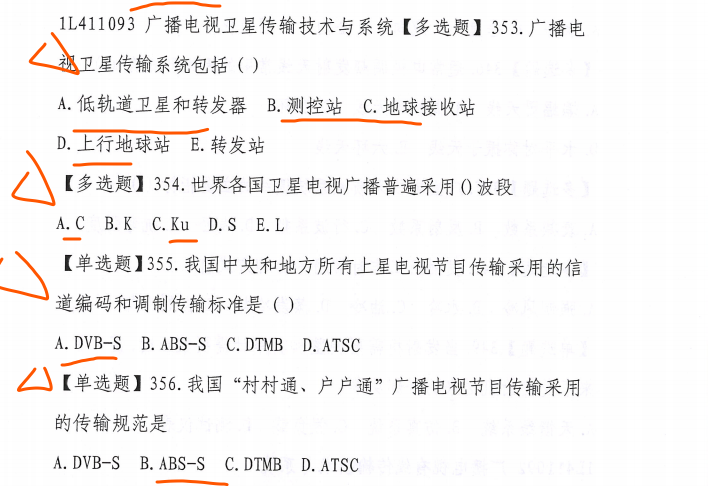 1L411093 广播电视卫星传输技术与系统【多选题】353.广播电
视卫星传输系统包括()
A.低轨道卫星和转发器 B.测控站 C.地球接收站
D.上行地球站 E.转发站
【多选题】354.世界各国卫星电视广播普遍采用()波段
A.C B.K C.Ku D.S E.L
【单选题】355.我国中央和地方所有上星电视节目传输采用的信
道编码和调制传输标准是()
A.DVB-S B.ABS-S C.DTMB D.ATSC
【单选题】356.我国“村村通、户户通”广播电视节目传输采用
的传输规范是
A.DVB-S B.ABS-S C.DTMB D.ATSC